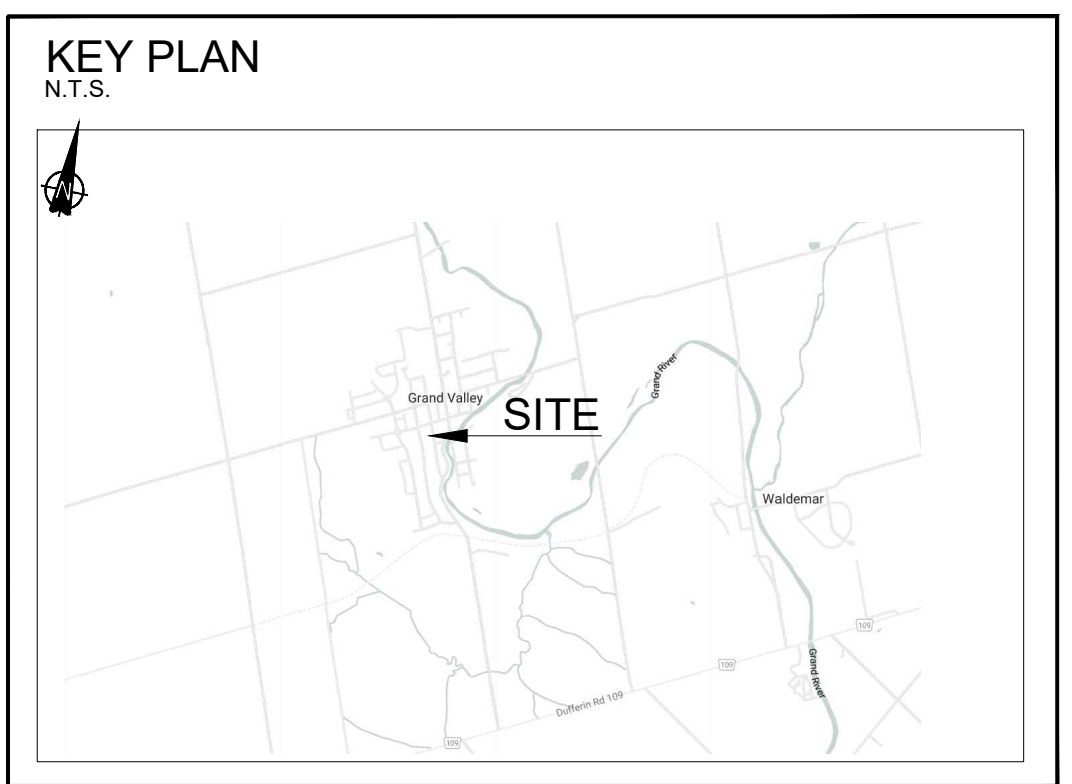 KEY PLAN
N.T.S.
N
Grand River
Grand Valley
SITE
Waldemar
109
109
Grand River
Dufferin Rd 109
109